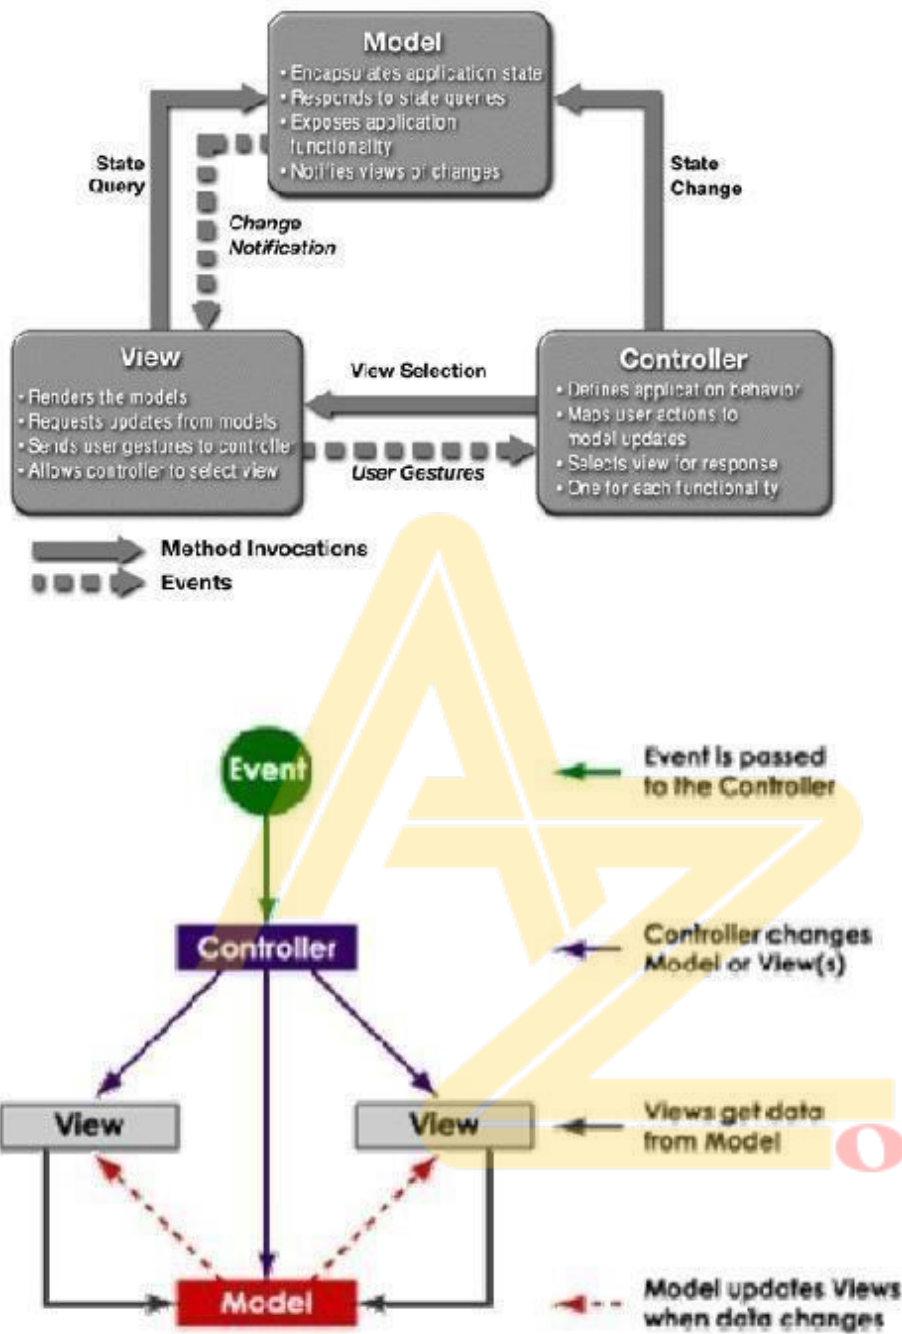 Model
• Encapsulates application state
• Responds to state queries
• Exposes application
functionality
• Notifies views of changes
State
Query
State
Change
Change
Notification
View
• Renders the models
• Requests updates from models
• Sends user gestures to controller
• Allows controller to select view
View Selection
User Gestures
Controller
• Defines application behavior
• Maps user actions to
model updates
• Selects view for response
• One for each functionality
Method Invocations
Events
Event
Event is passed
to the Controller
Controller
Controller changes
Model or View(s)
View
View
Views get data
from Model
Model
Model updates Views
when data changes
AZ
o